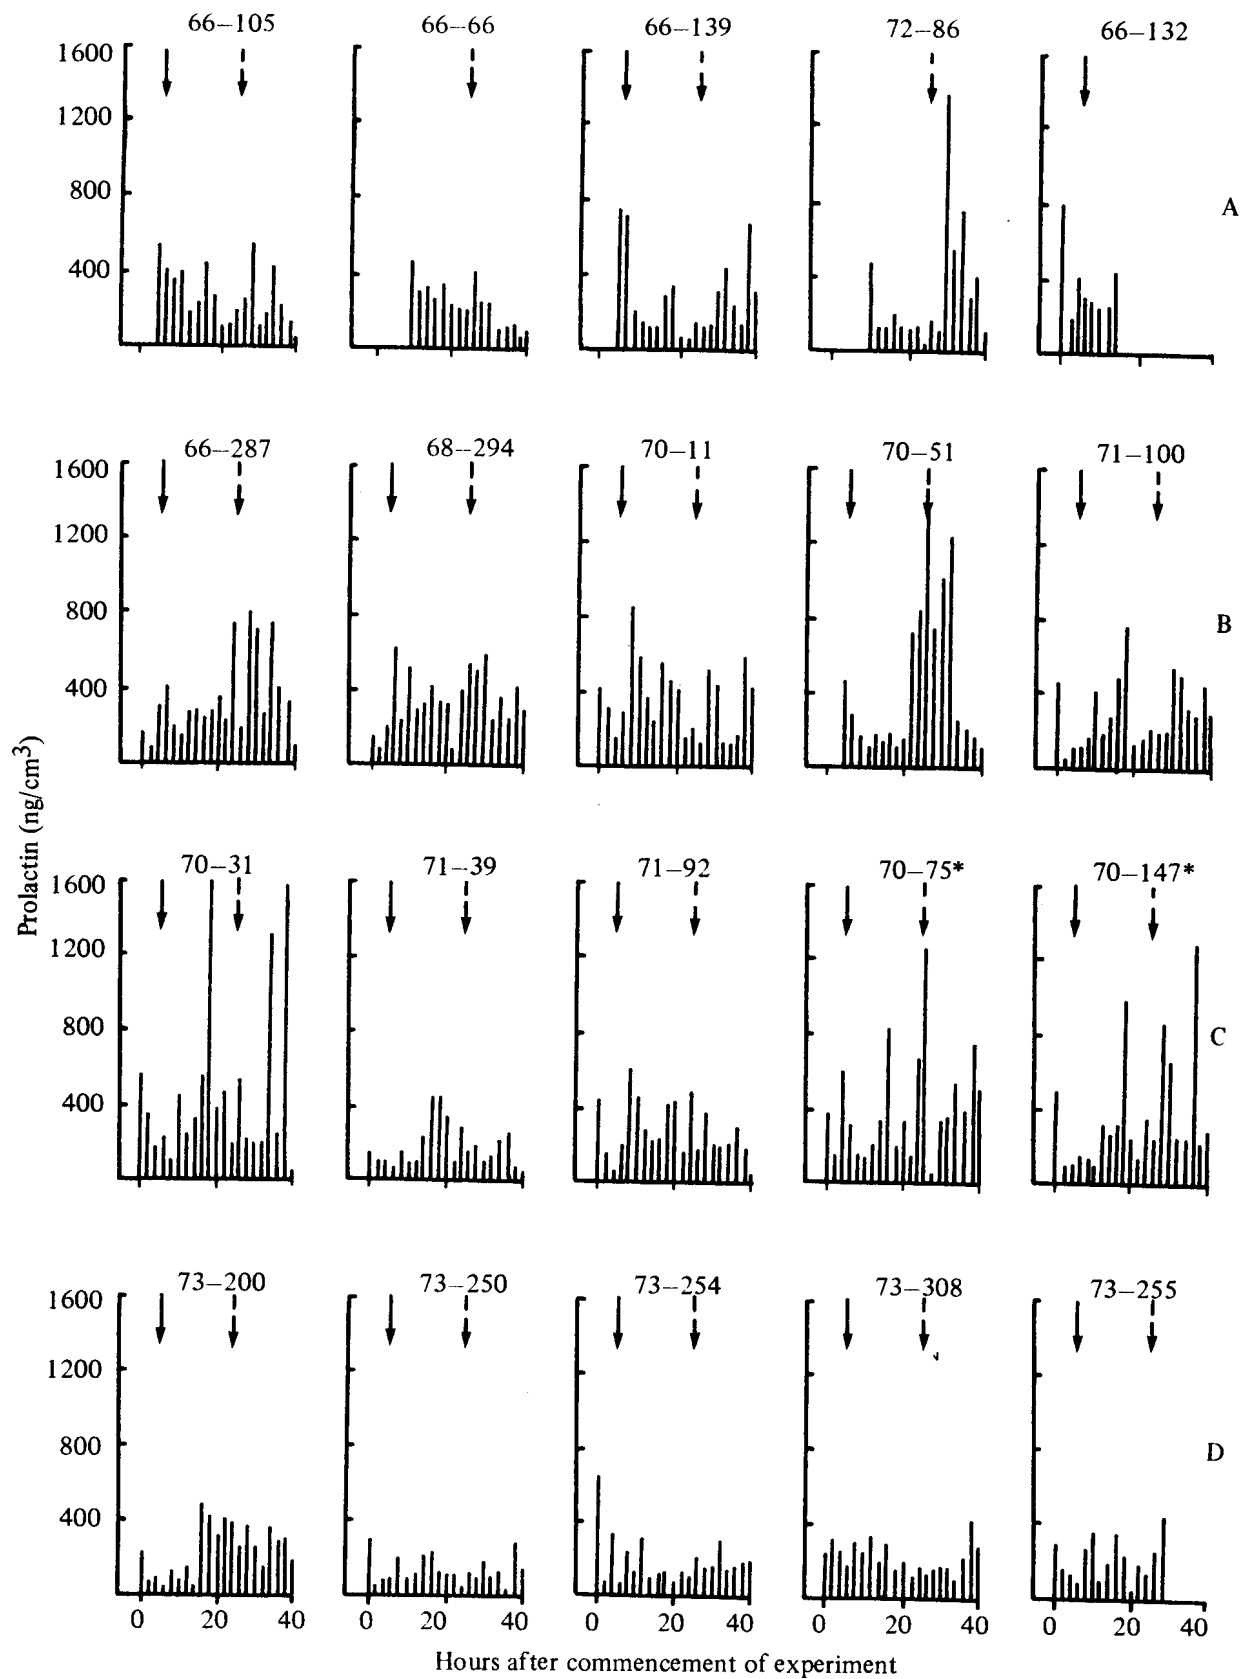 66–105 66–66 66–139 72–86 66–132
1600
1200
800
400
A
66–287 68–294 70–11 70–51 71–100
1600
1200
800
400
B
Prolactin (ng/cm³)
70–31 71–39 71–92 70–75* 70–147*
1600
1200
800
400
C
73–200 73–250 73–254 73–308 73–255
1600
1200
800
400
D
0 20 40 0 20 40 0 20 40 0 20 40 0 20 40
Hours after commencement of experiment